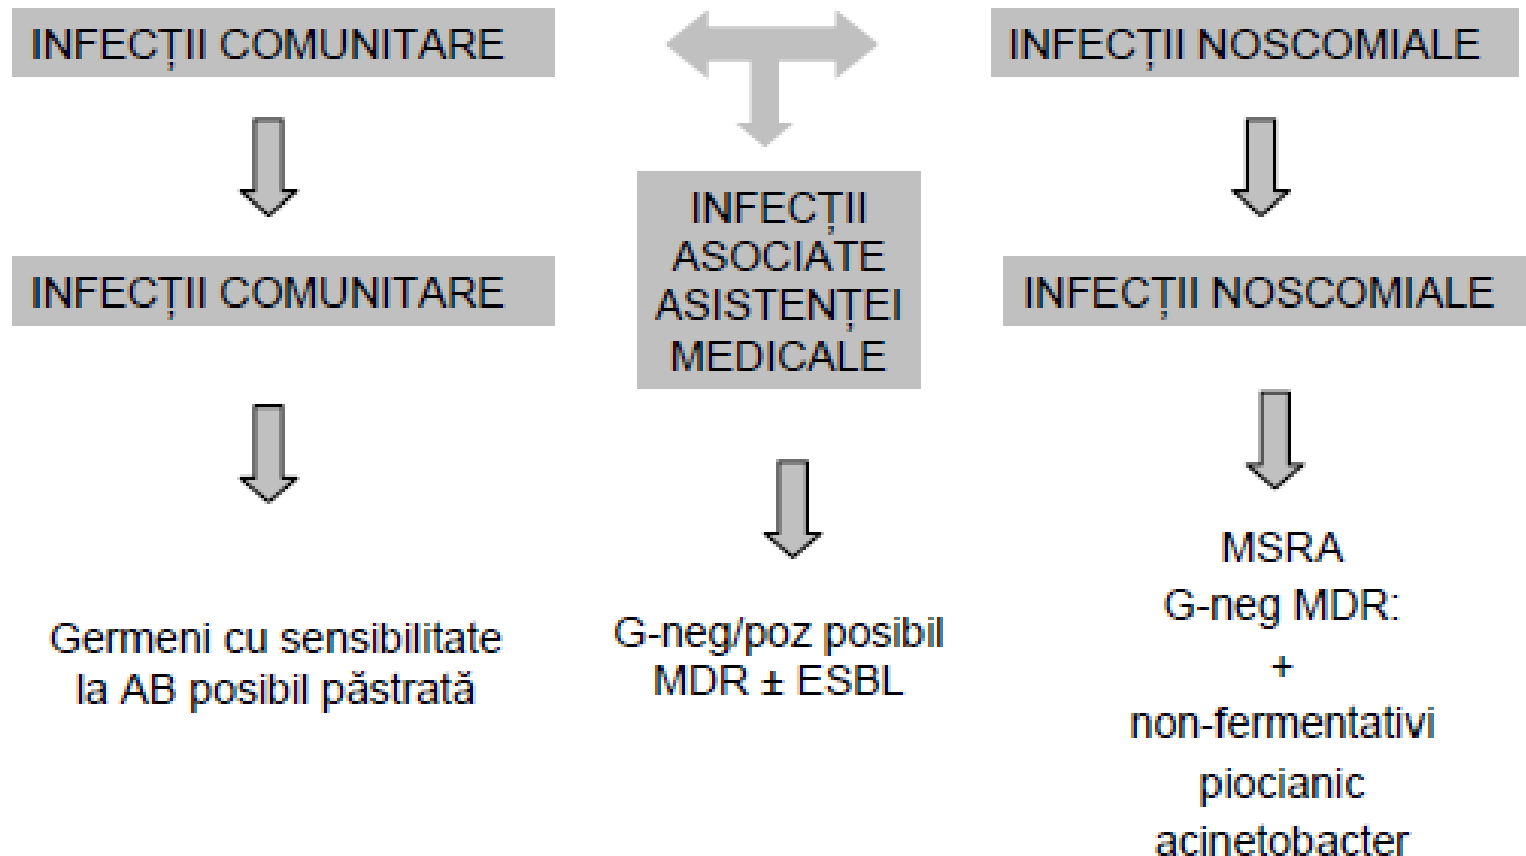 INFECȚII COMUNITARE
INFECȚII NOSCOMIALE
INFECȚII COMUNITARE
INFECȚII
ASOCIATE
ASISTENȚEI
MEDICALE
INFECȚII NOSCOMIALE
Germeni cu sensibilitate
la AB posibil păstrată
G-neg/poz posibil
MDR ± ESBL
MSRA
G-neg MDR:
+
non-fermentativi
piocianic
acinetobacter